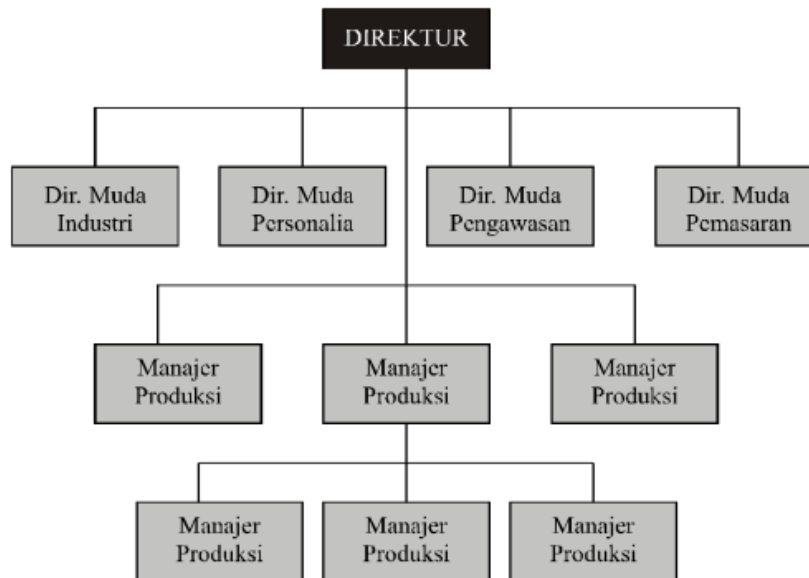 DIREKTUR
Dir. Muda
Industri
Dir. Muda
Personalia
Dir. Muda
Pengawasan
Dir. Muda
Pemasaran
Manajer
Produksi
Manajer
Produksi
Manajer
Produksi
Manajer
Produksi
Manajer
Produksi
Manajer
Produksi